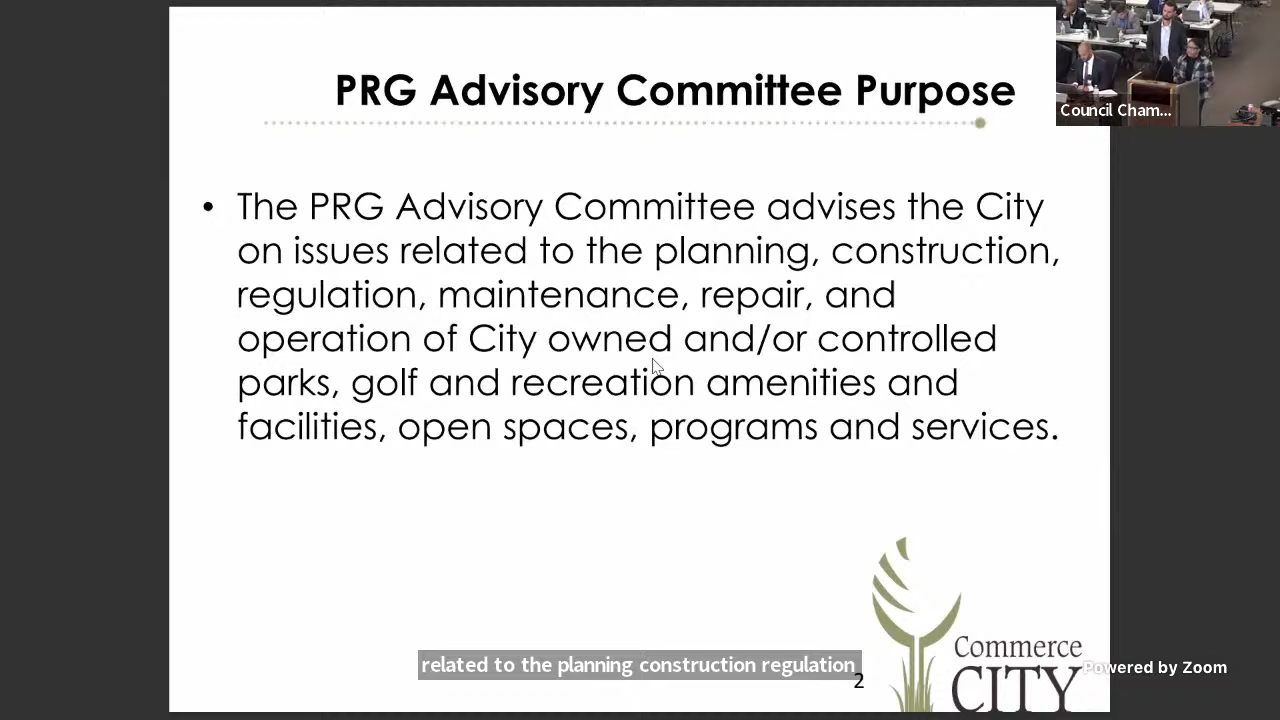 PRG Advisory Committee Purpose
Council Cham...
• The PRG Advisory Committee advises the City
on issues related to the planning, construction,
regulation, maintenance, repair, and
operation of City owned and/or controlled
parks, golf and recreation amenities and
facilities, open spaces, programs and services.
related to the planning construction regulation
2
Commerce
CITY
Powered by Zoom